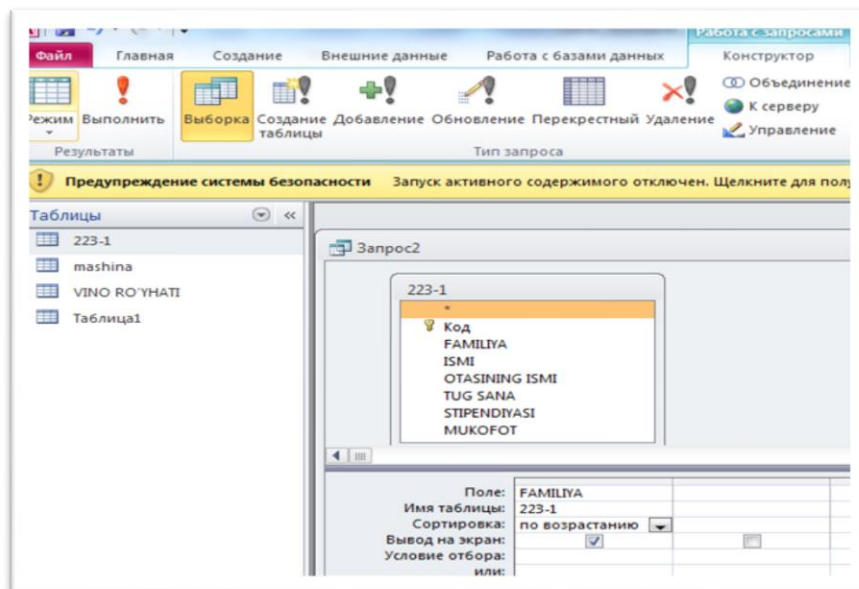 Работа с запросами
Файл Главная Создание Внешние данные Работа с базами данных Конструктор
Режим Выполнить Выборка Создание таблицы Добавление Обновление Перекрестный Удаление
Объединение
К серверу
Управление
Результаты Тип запроса
Предупреждение системы безопасности Запуск активного содержимого отключен. Щелкните для
Таблицы
223-1
mashina
VINO RO'YHATI
Таблица1
Запрос2
223-1
*
Код
FAMILIYA
ISMI
OTASINING ISMI
TUG SANA
STIPENDIYASI
MUKOFOT
Поле: FAMILIYA
Имя таблицы: 223-1
Сортировка: по возрастанию
Вывод на экран:
Условие отбора:
или: